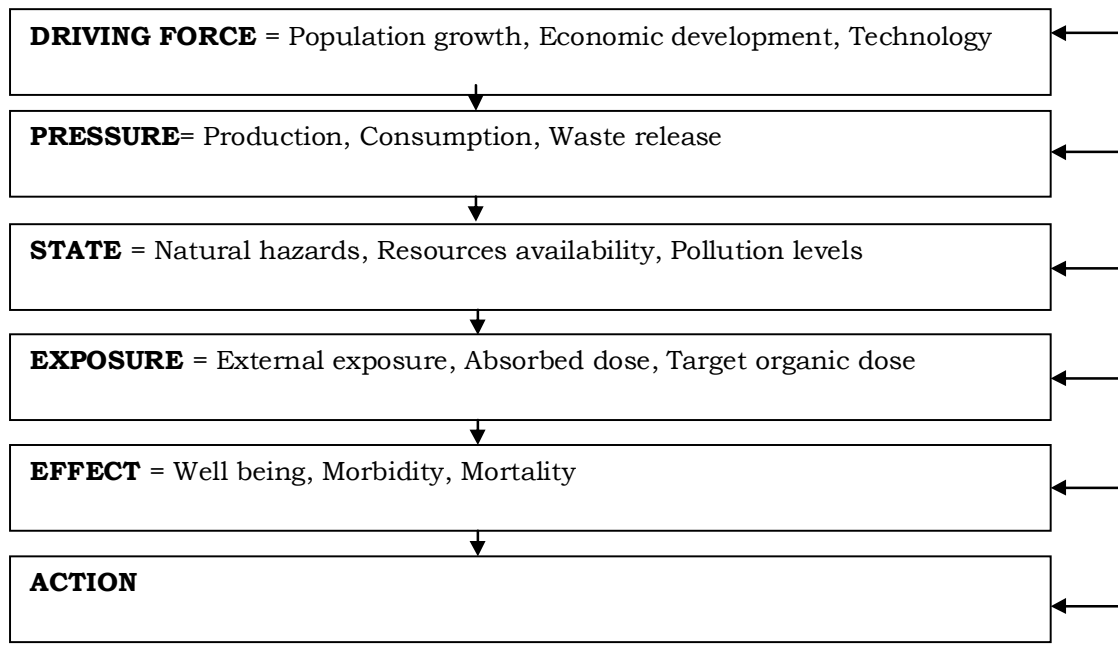 DRIVING FORCE = Population growth, Economic development, Technology
PRESSURE= Production, Consumption, Waste release
STATE = Natural hazards, Resources availability, Pollution levels
EXPOSURE = External exposure, Absorbed dose, Target organic dose
EFFECT = Well being, Morbidity, Mortality
ACTION